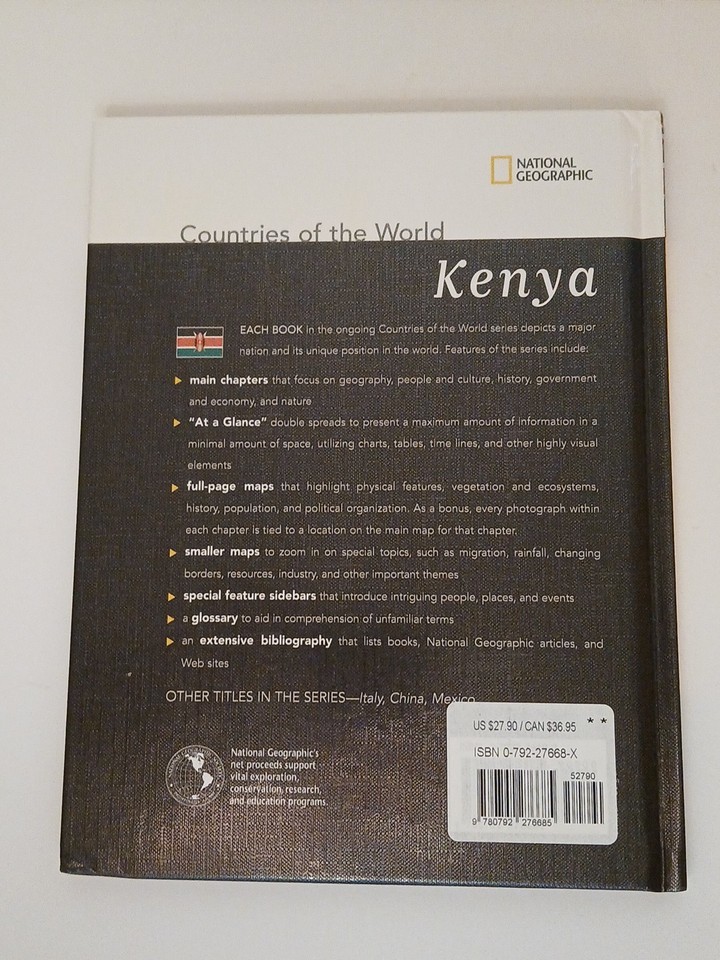 NATIONAL
GEOGRAPHIC
Countries of the World
Kenya
EACH BOOK in the ongoing Countries of the World series depicts a major
nation and its unique position in the world. Features of the series include:
main chapters that focus on geography, people and culture, history, government
and economy, and nature
"At a Glance" double spreads to present a maximum amount of information in a
minimal amount of space, utilizing charts, tables, time lines, and other highly visual
elements
full-page maps that highlight physical features, vegetation and ecosystems,
history, population, and political organization. As a bonus, every photograph within
each chapter is tied to a location on the main map for that chapter.
smaller maps to zoom in on special topics, such as migration, rainfall, changing
borders, resources, industry, and other important themes
special feature sidebars that introduce intriguing people, places, and events
a glossary to aid in comprehension of unfamiliar terms
an extensive bibliography that lists books, National Geographic articles, and
Web sites
OTHER TITLES IN THE SERIES—Italy, China, Mexico
National Geographic's
net proceeds support
vital exploration,
conservation, research,
and education programs.
US $27.90 / CAN $36.95 **
ISBN 0-792-27668-X
52790
9 780792 276685